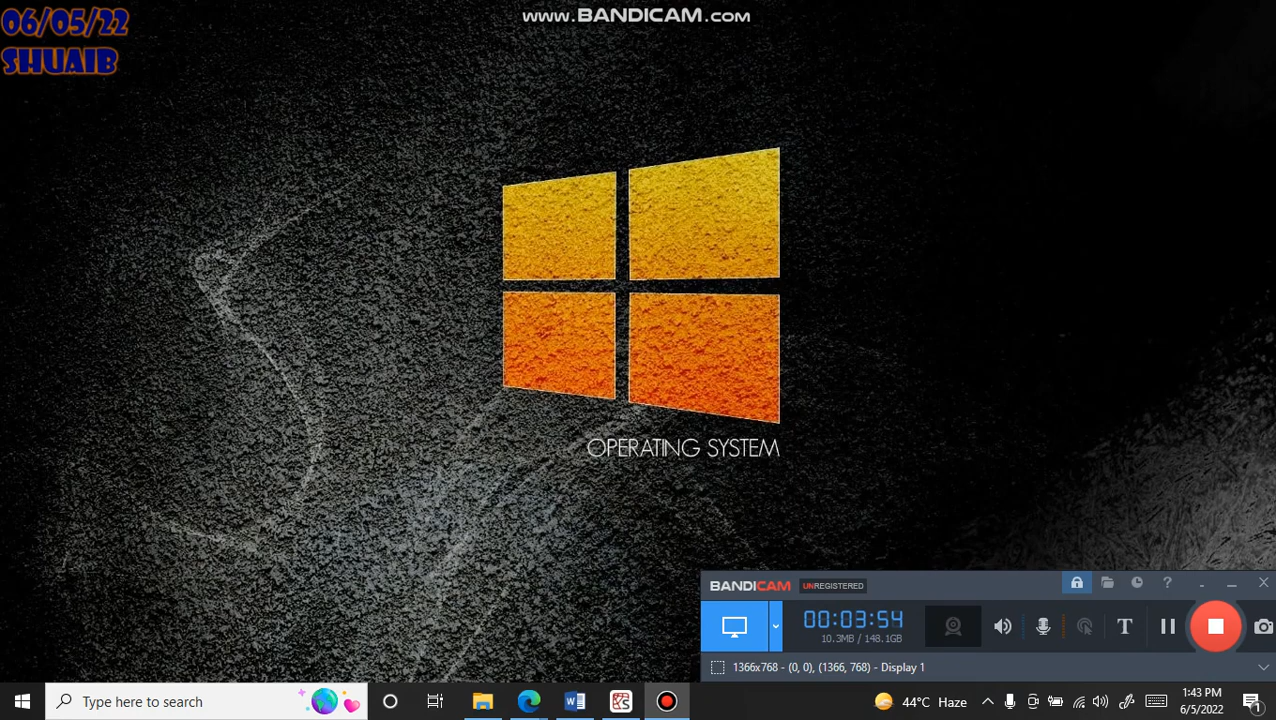 06/05/22
SHUAIB
www.BANDICAM.com
OPERATING SYSTEM
BANDICAM UNREGISTERED
00:03:54
10.3MB / 148.1GB
1366x768 - (0, 0), (1366, 768) - Display 1
Type here to search
44°C Haze
1:43 PM
6/5/2022